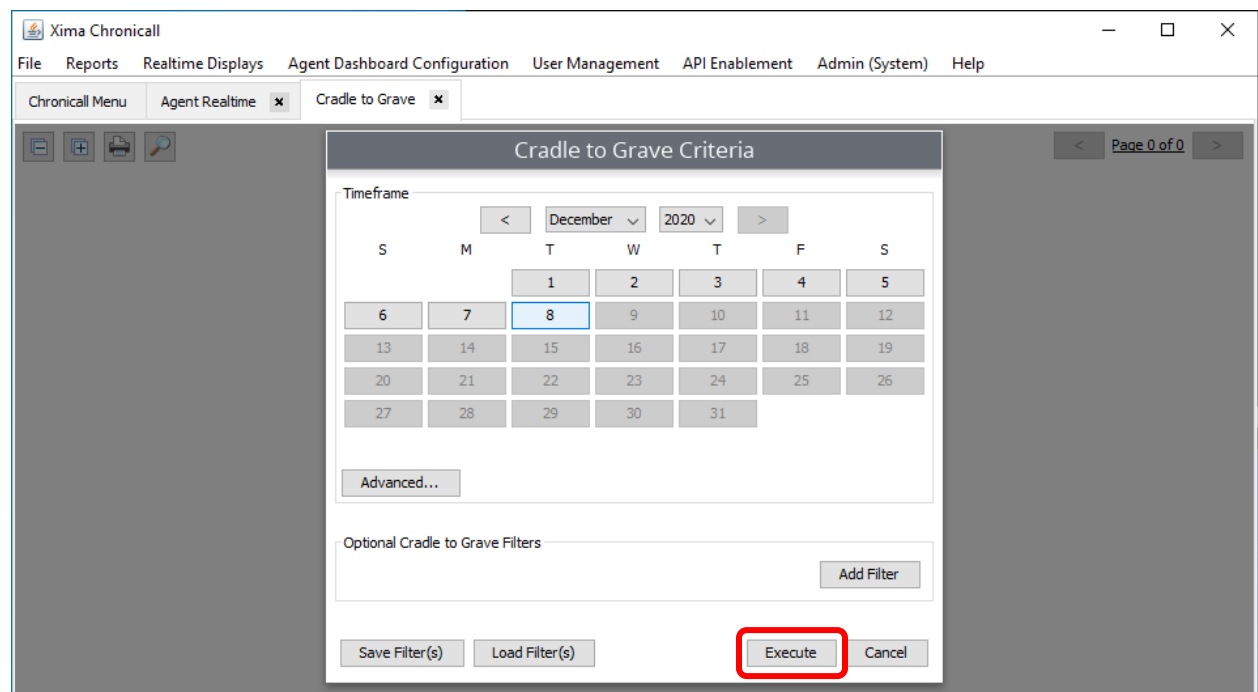 Xima Chronicall
File Reports Realtime Displays Agent Dashboard Configuration User Management API Enablement Admin (System) Help
Chronicall Menu Agent Realtime Cradle to Grave
< Page 0 of 0 >
Cradle to Grave Criteria
Timeframe
< December 2020 >
S M T W T F S
1 2 3 4 5
6 7 8 9 10 11 12
13 14 15 16 17 18 19
20 21 22 23 24 25 26
27 28 29 30 31
Advanced...
Optional Cradle to Grave Filters
Add Filter
Save Filter(s) Load Filter(s) Execute Cancel